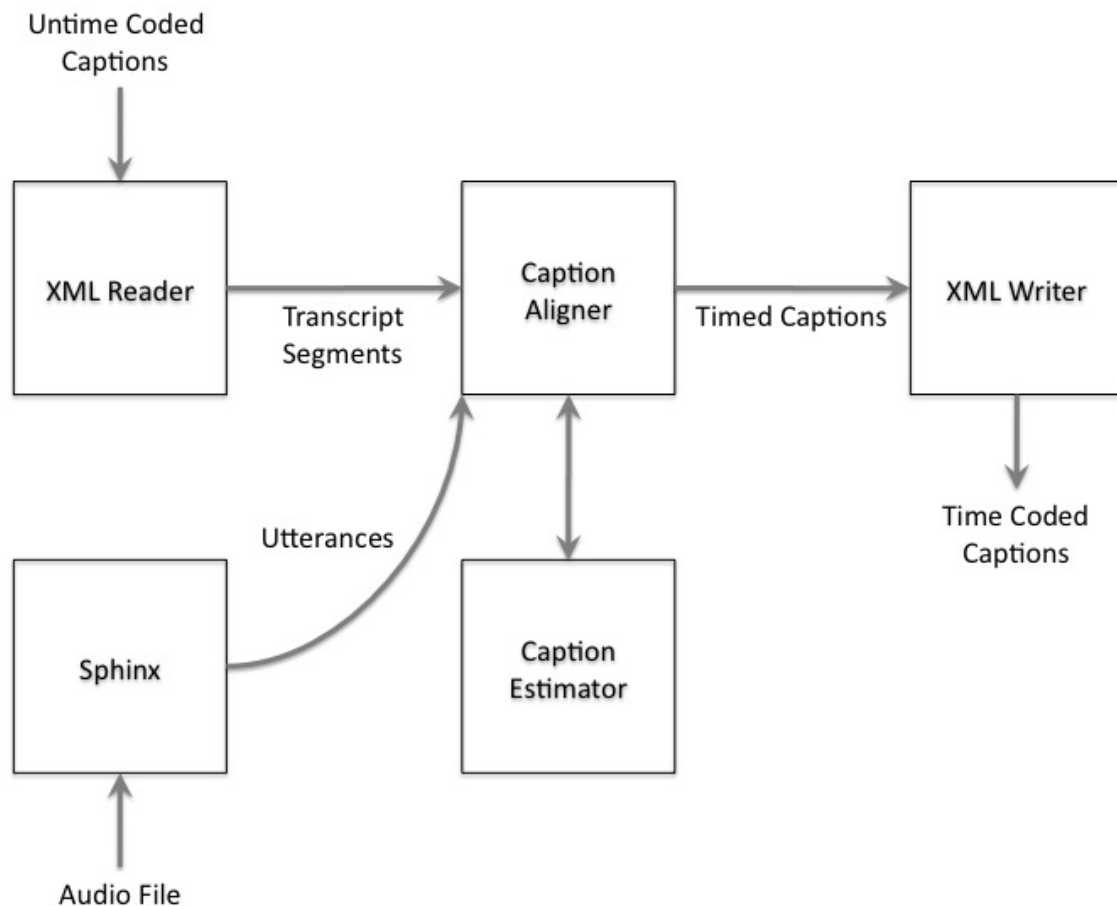 Untime Coded
Captions
XML Reader
Transcript
Segments
Caption
Aligner
Timed Captions
XML Writer
Utterances
Time Coded
Captions
Sphinx
Caption
Estimator
Audio File